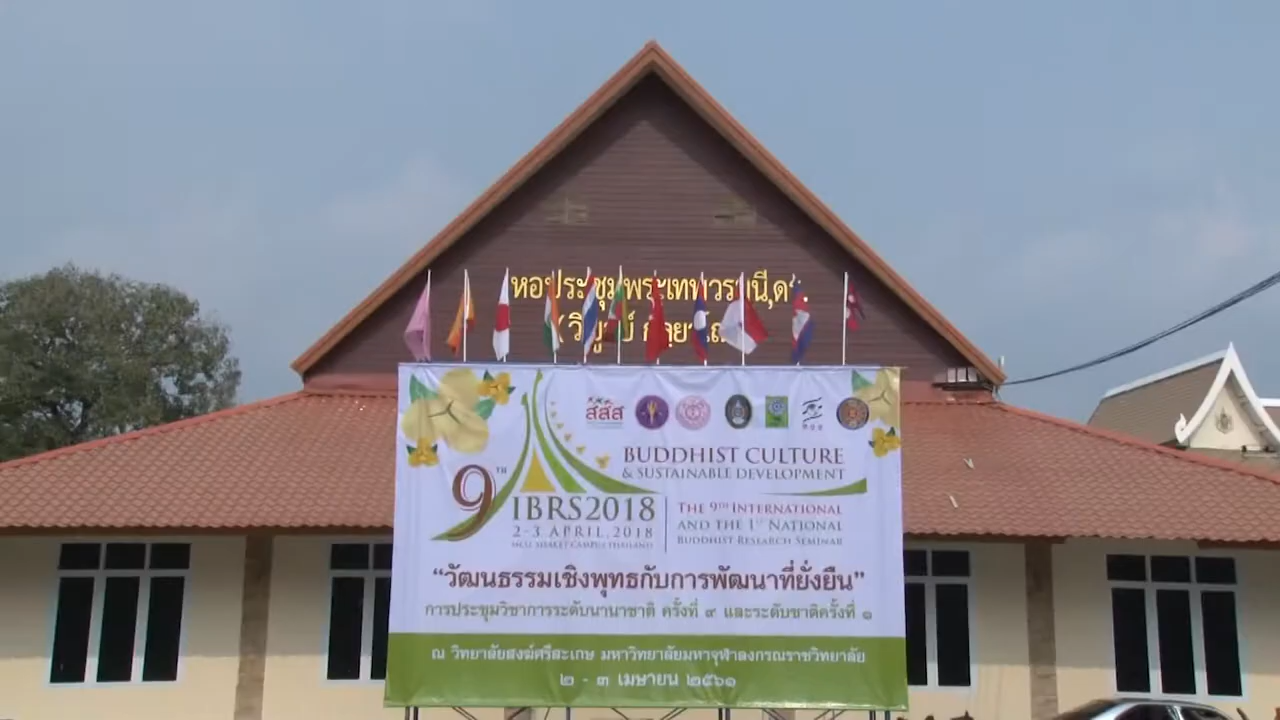 หอประชุมพระเทพวร
สสส
BUDDHIST CULTURE
& SUSTAINABLE DEVELOPMENT
9TH
IBRS2018
2-3 APRIL, 2018
MCU SISAKET CAMPUS THAILAND
THE 9TH INTERNATIONAL
AND THE 1ST NATIONAL
BUDDHIST RESEARCH SEMINAR
“วัฒนธรรมเชิงพุทธกับการพัฒนาที่ยั่งยืน”
การประชุมวิชาการระดับนานาชาติ ครั้งที่ ๙ และระดับชาติครั้งที่ ๑
ณ วิทยาลัยสงฆ์ศรีสะเกษ มหาวิทยาลัยมหาจุฬาลงกรณราชวิทยาลัย
๒ - ๓ เมษายน ๒๕๖๑